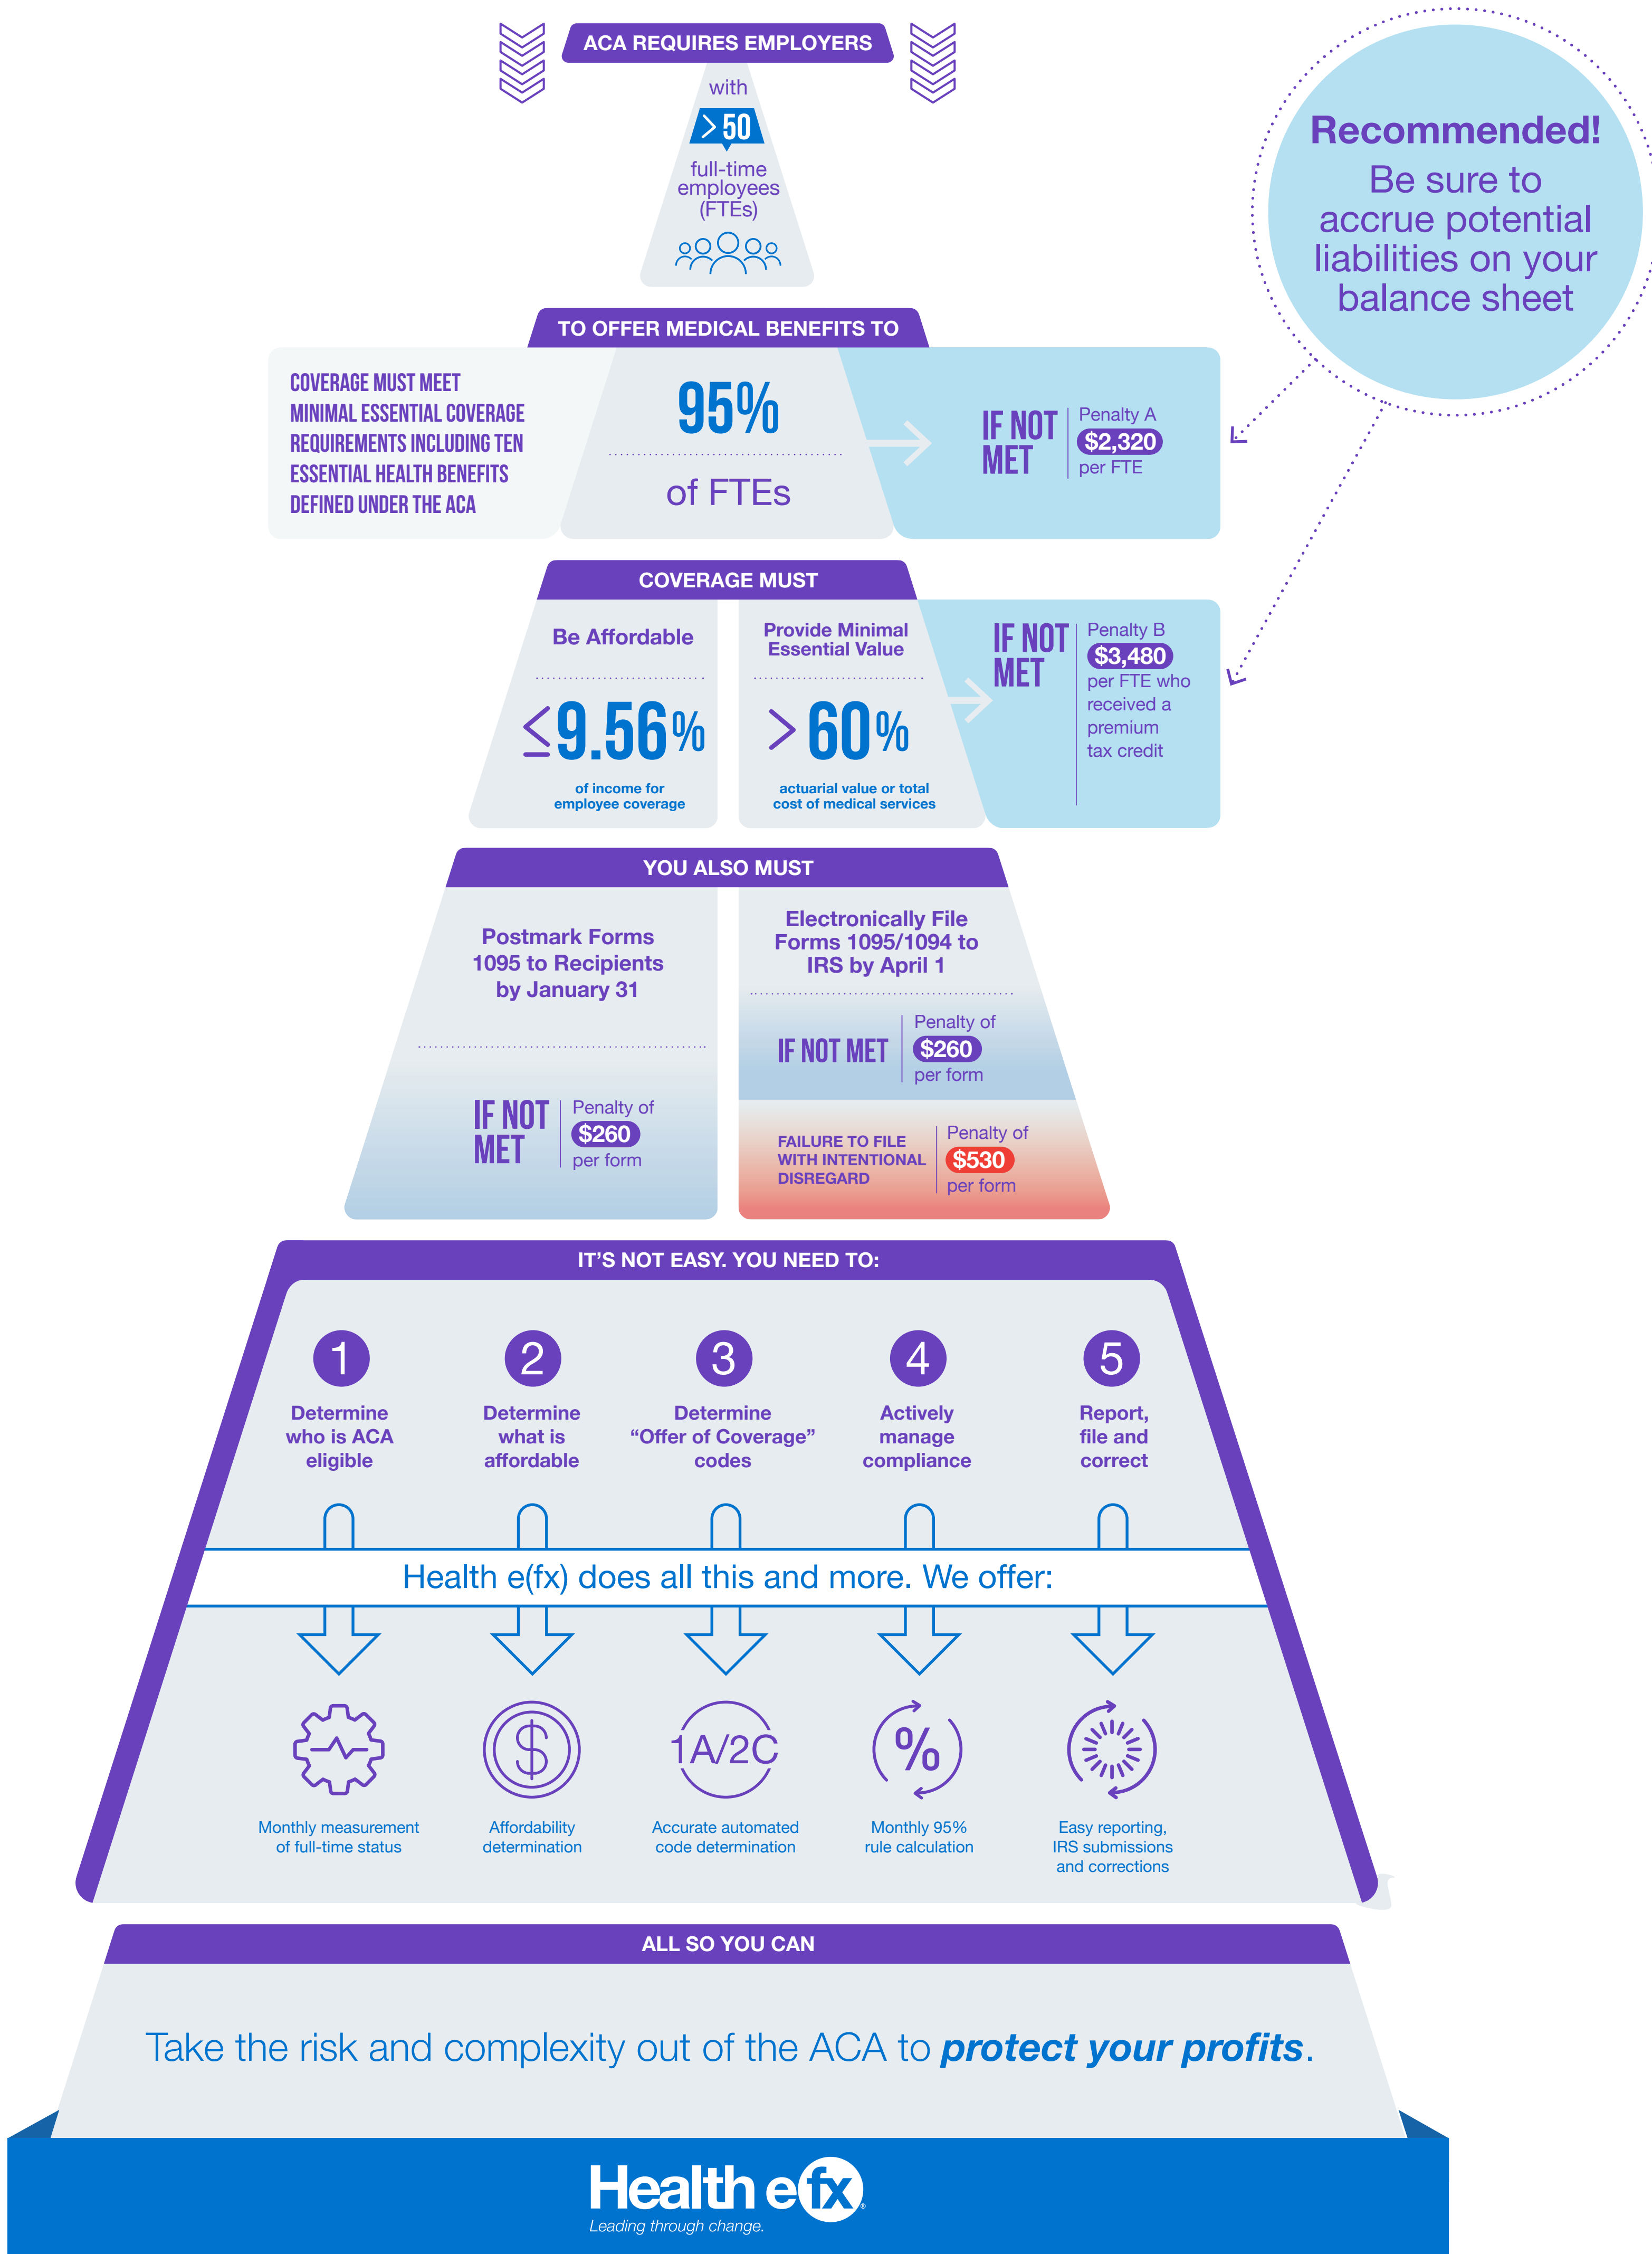 ACA REQUIRES EMPLOYERS
with
> 50
full-time
employees
(FTEs)
Recommended!
Be sure to
accrue potential
liabilities on your
balance sheet
TO OFFER MEDICAL BENEFITS TO
COVERAGE MUST MEET
MINIMAL ESSENTIAL COVERAGE
REQUIREMENTS INCLUDING TEN
ESSENTIAL HEALTH BENEFITS
DEFINED UNDER THE ACA
95%
of FTEs
IF NOT
MET
Penalty A
$2,320
per FTE
COVERAGE MUST
Be Affordable
≤ 9.56%
of income for
employee coverage
Provide Minimal
Essential Value
> 60%
actuarial value or total
cost of medical services
IF NOT
MET
Penalty B
$3,480
per FTE who
received a
premium
tax credit
YOU ALSO MUST
Postmark Forms
1095 to Recipients
by January 31
IF NOT
MET
Penalty of
$260
per form
Electronically File
Forms 1095/1094 to
IRS by April 1
IF NOT MET
Penalty of
$260
per form
FAILURE TO FILE
WITH INTENTIONAL
DISREGARD
Penalty of
$530
per form
IT'S NOT EASY. YOU NEED TO:
1
Determine
who is ACA
eligible
2
Determine
what is
affordable
3
Determine
“Offer of Coverage”
codes
4
Actively
manage
compliance
5
Report,
file and
correct
Health e(fx) does all this and more. We offer:
Monthly measurement
of full-time status
$
Affordability
determination
1A/2C
Accurate automated
code determination
%
Monthly 95%
rule calculation
Easy reporting,
IRS submissions
and corrections
ALL SO YOU CAN
Take the risk and complexity out of the ACA to protect your profits.
Health efx®
Leading through change.